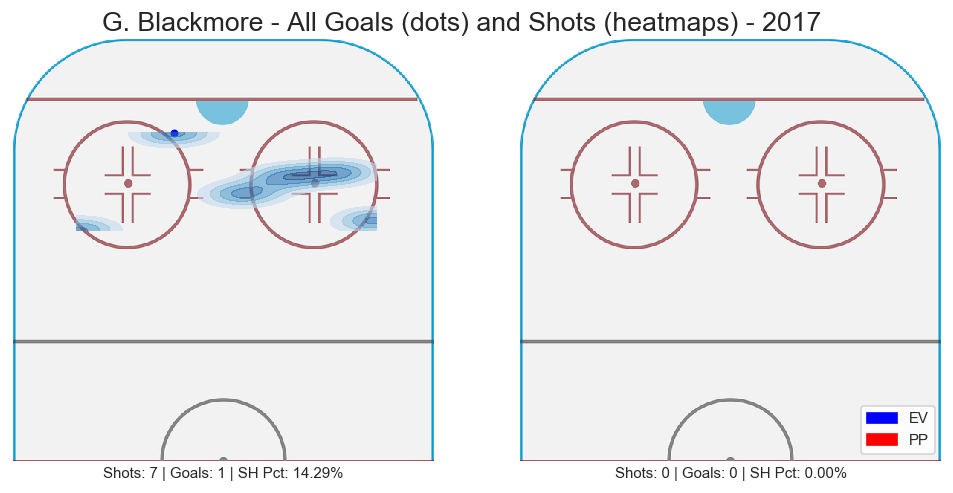 G. Blackmore - All Goals (dots) and Shots (heatmaps) - 2017
EV
PP
Shots: 7 | Goals: 1 | SH Pct: 14.29%
Shots: 0 | Goals: 0 | SH Pct: 0.00%